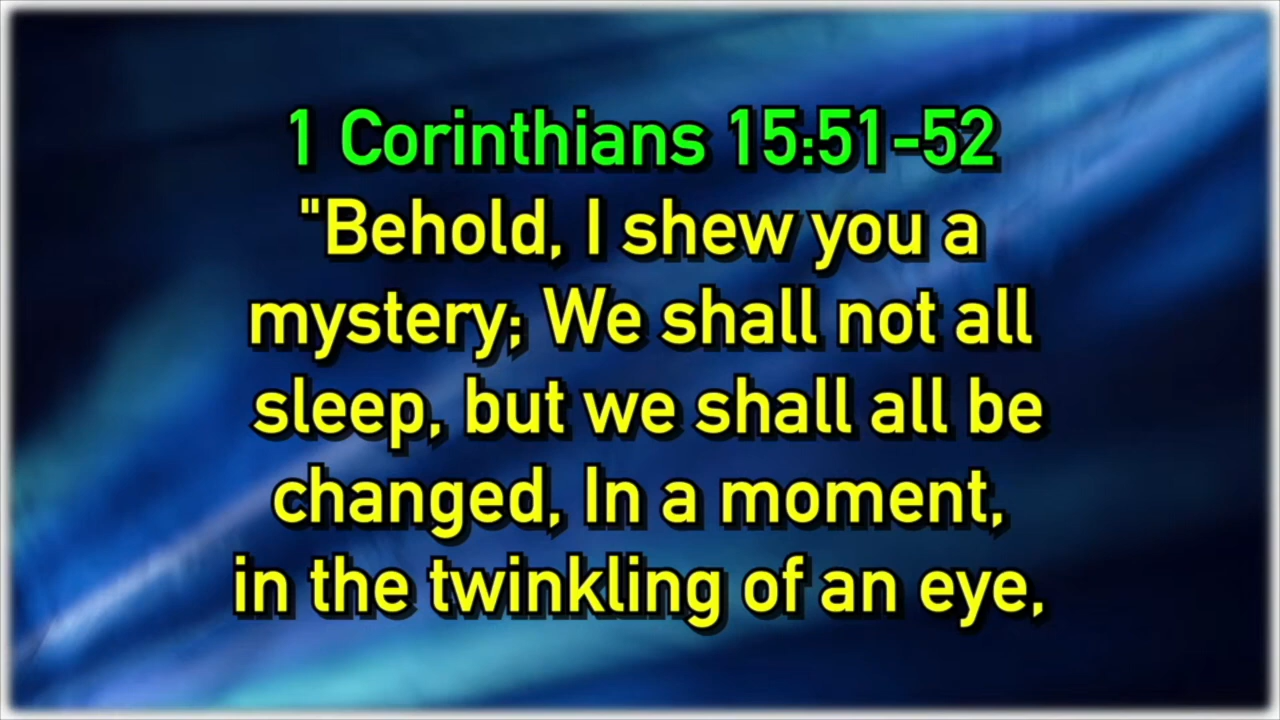 1 Corinthians 15:51-52
"Behold, I shew you a
mystery; We shall not all
sleep, but we shall all be
changed, In a moment,
in the twinkling of an eye,